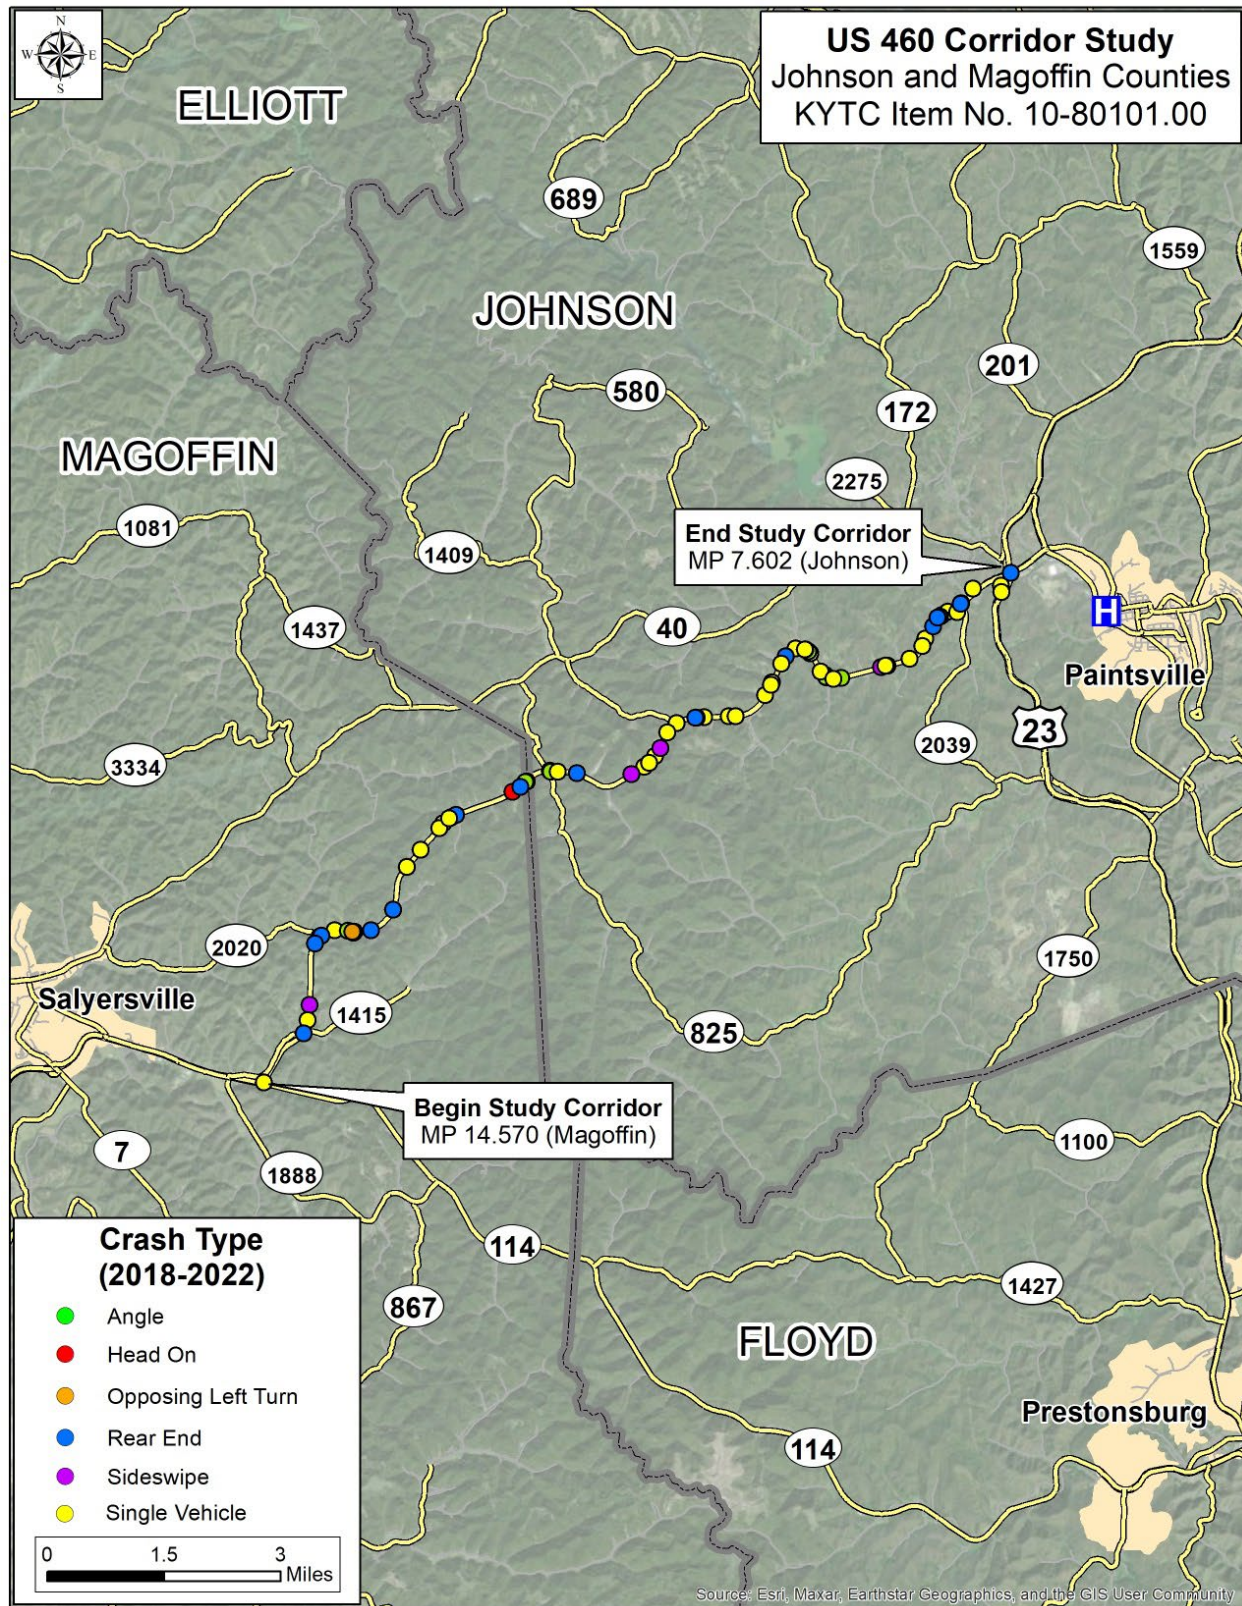 N
W
E
S
US 460 Corridor Study
Johnson and Magoffin Counties
KYTC Item No. 10-80101.00
ELLIOTT
689
1559
JOHNSON
201
580
172
MAGOFFIN
2275
1081
End Study Corridor
MP 7.602 (Johnson)
1409
H
1437
40
Paintsville
23
2039
3334
2020
1750
Salyersville
1415
825
Begin Study Corridor
MP 14.570 (Magoffin)
1100
7
1888
114
1427
867
FLOYD
Prestonsburg
114
Crash Type
(2018-2022)
Angle
Head On
Opposing Left Turn
Rear End
Sideswipe
Single Vehicle
0 1.5 3
Miles
Source: Esri, Maxar, Earthstar Geographics, and the GIS User Community